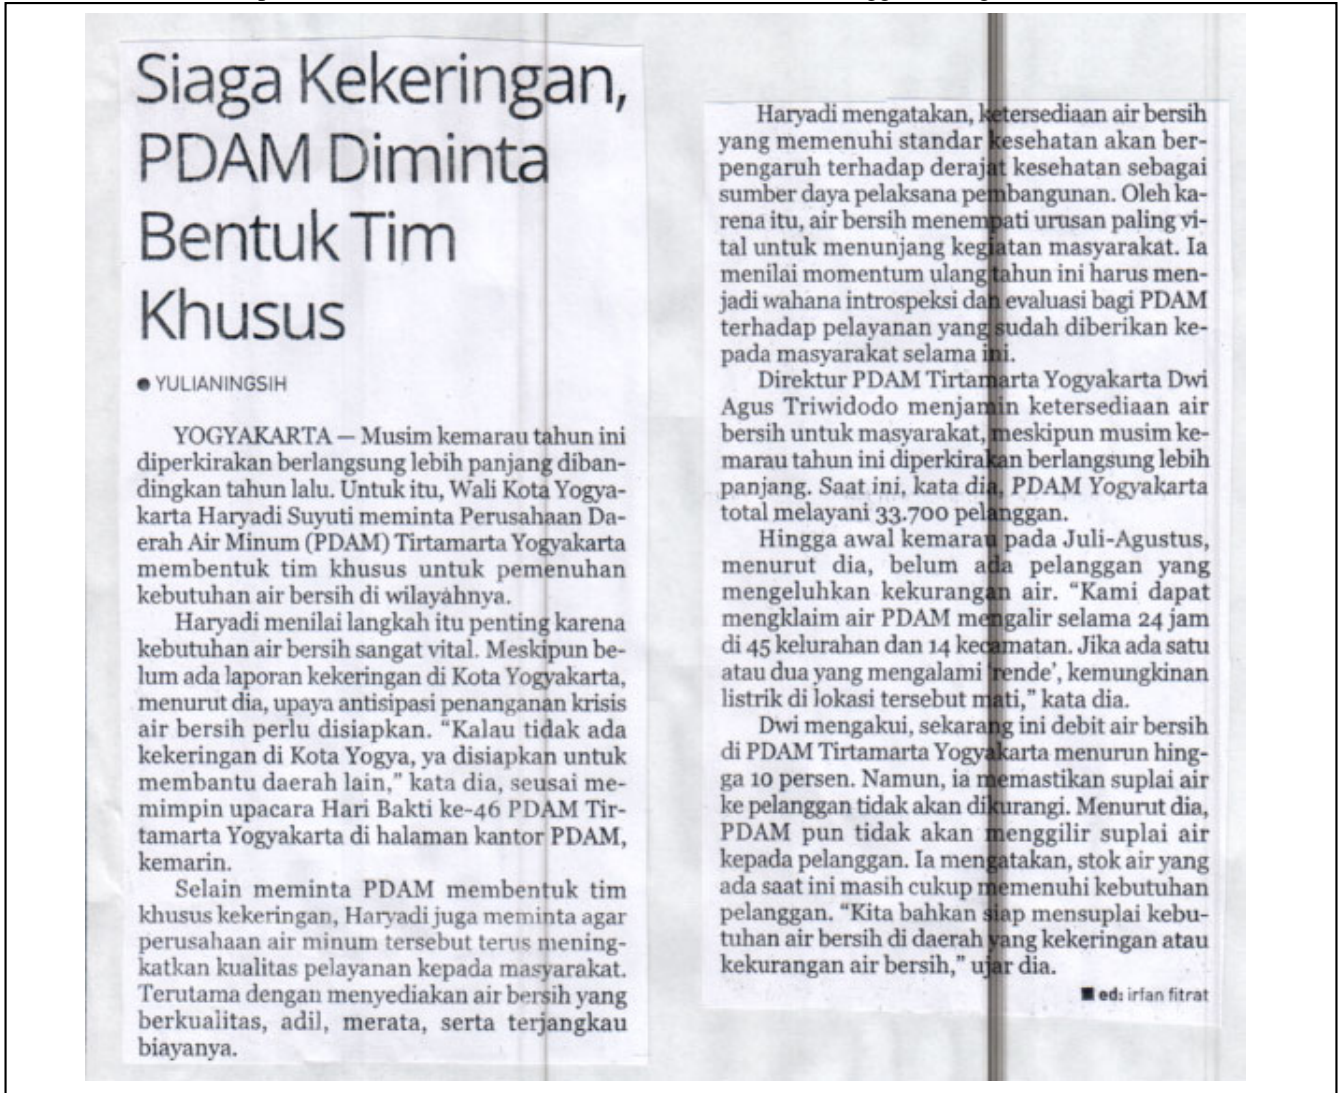 Siaga Kekeringan,
PDAM Diminta
Bentuk Tim
Khusus
● YULIANINGSIH
YOGYAKARTA — Musim kemarau tahun ini
diperkirakan berlangsung lebih panjang diban-
dingkan tahun lalu. Untuk itu, Wali Kota Yogya-
karta Haryadi Suyuti meminta Perusahaan Da-
erah Air Minum (PDAM) Tirtamarta Yogyakarta
membentuk tim khusus untuk pemenuhan
kebutuhan air bersih di wilayahnya.
Haryadi menilai langkah itu penting karena
kebutuhan air bersih sangat vital. Meskipun be-
lum ada laporan kekeringan di Kota Yogyakarta,
menurut dia, upaya antisipasi penanganan krisis
air bersih perlu disiapkan. “Kalau tidak ada
kekeringan di Kota Yogya, ya disiapkan untuk
membantu daerah lain,” kata dia, seusai me-
mimpin upacara Hari Bakti ke-46 PDAM Tir-
tamarta Yogyakarta di halaman kantor PDAM,
kemarin.
Selain meminta PDAM membentuk tim
khusus kekeringan, Haryadi juga meminta agar
perusahaan air minum tersebut terus mening-
katkan kualitas pelayanan kepada masyarakat.
Terutama dengan menyediakan air bersih yang
berkualitas, adil, merata, serta terjangkau
biayanya.
Haryadi mengatakan, ketersediaan air bersih
yang memenuhi standar kesehatan akan ber-
pengaruh terhadap derajat kesehatan sebagai
sumber daya pelaksana pembangunan. Oleh ka-
rena itu, air bersih menempati urusan paling vi-
tal untuk menunjang kegiatan masyarakat. Ia
menilai momentum ulang tahun ini harus men-
jadi wahana introspeksi dan evaluasi bagi PDAM
terhadap pelayanan yang sudah diberikan ke-
pada masyarakat selama ini.
Direktur PDAM Tirtamarta Yogyakarta Dwi
Agus Triwidodo menjamin ketersediaan air
bersih untuk masyarakat, meskipun musim ke-
marau tahun ini diperkirakan berlangsung lebih
panjang. Saat ini, kata dia, PDAM Yogyakarta
total melayani 33.700 pelanggan.
Hingga awal kemarau pada Juli-Agustus,
menurut dia, belum ada pelanggan yang
mengeluhkan kekurangan air. “Kami dapat
mengklaim air PDAM mengalir selama 24 jam
di 45 kelurahan dan 14 kecamatan. Jika ada satu
atau dua yang mengalami ‘rende’, kemungkinan
listrik di lokasi tersebut mati,” kata dia.
Dwi mengakui, sekarang ini debit air bersih
di PDAM Tirtamarta Yogyakarta menurun hing-
ga 10 persen. Namun, ia memastikan suplai air
ke pelanggan tidak akan dikurangi. Menurut dia,
PDAM pun tidak akan menggilir suplai air
kepada pelanggan. Ia mengatakan, stok air yang
ada saat ini masih cukup memenuhi kebutuhan
pelanggan. “Kita bahkan siap mensuplai kebu-
tuhan air bersih di daerah yang kekeringan atau
kekurangan air bersih,” ujar dia.
■ ed: irfan fitrat